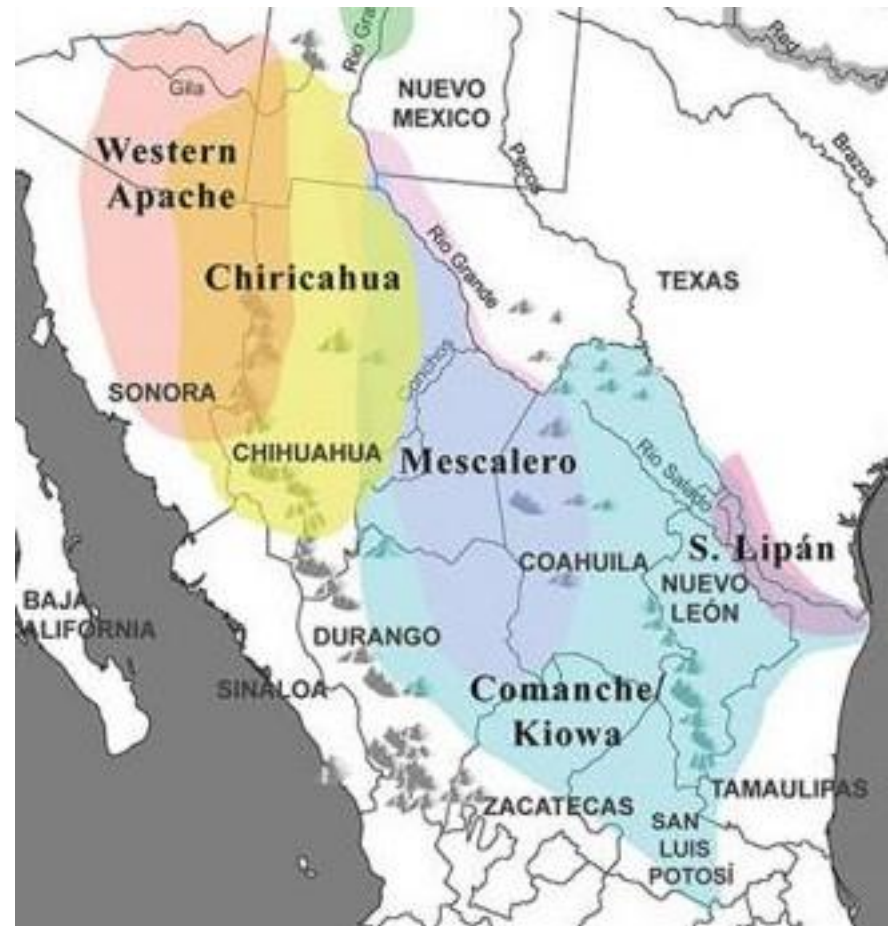 Rio Gra
Gila
NUEVO
MEXICO
Red
Brazos
Pecos
Western
Apache
Chiricahua
Rio Grande
TEXAS
Conchos
SONORA
CHIHUAHUA
Mescalero
Rio Salado
S. Lipán
COAHUILA
NUEVO
LEÓN
BAJA
CALIFORNIA
DURANGO
SINALOA
Comanche/
Kiowa
ZACATECAS
TAMAULIPAS
SAN
LUIS
POTOSÍ